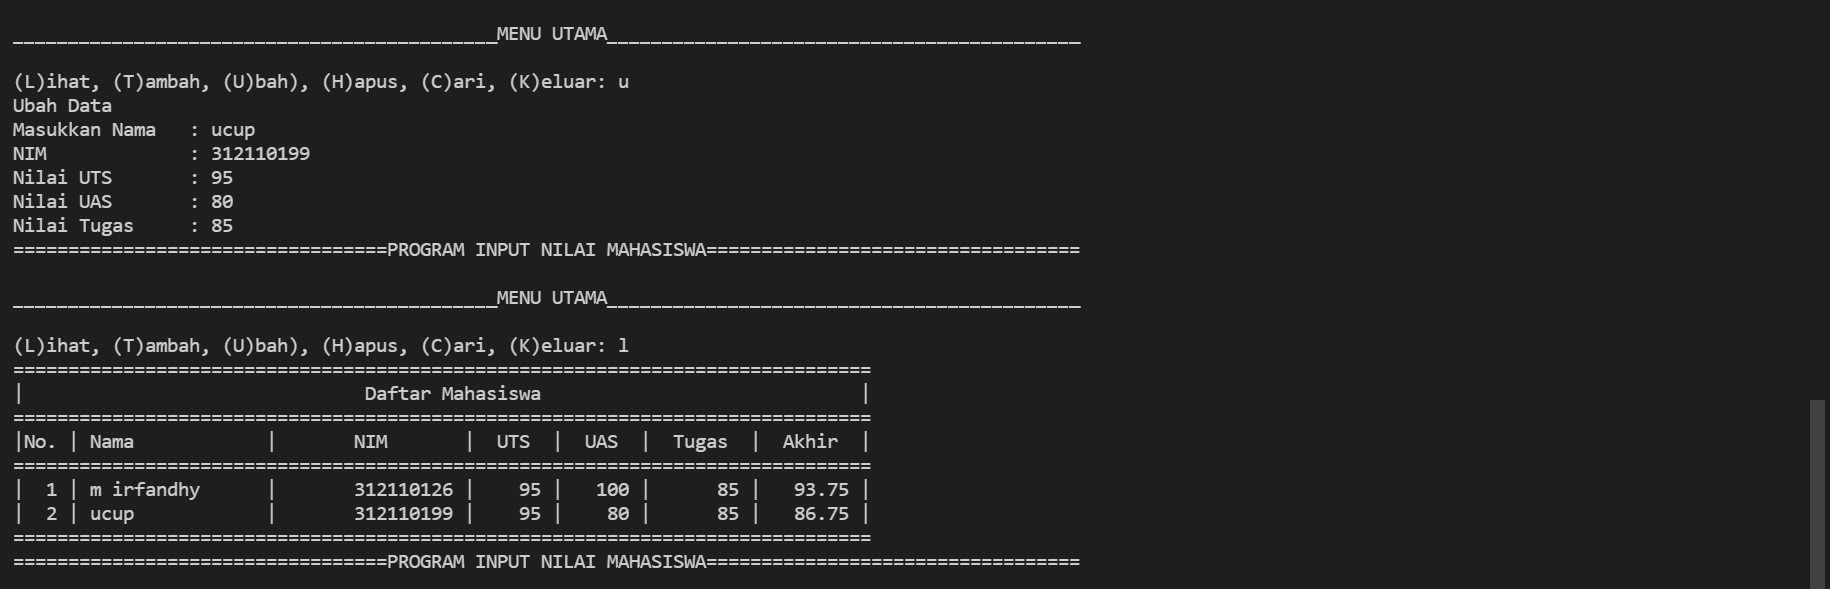 ____________________________________________MENU UTAMA___________________________________________
(L)ihat, (T)ambah, (U)bah), (H)apus, (C)ari, (K)eluar: u
Ubah Data
Masukkan Nama   : ucup
NIM             : 312110199
Nilai UTS       : 95
Nilai UAS       : 80
Nilai Tugas     : 85
==================================PROGRAM INPUT NILAI MAHASISWA==================================
____________________________________________MENU UTAMA___________________________________________
(L)ihat, (T)ambah, (U)bah), (H)apus, (C)ari, (K)eluar: l
==============================================================================
|                               Daftar Mahasiswa                             |
==============================================================================
|No. | Nama            |       NIM       |  UTS  |  UAS  |  Tugas  |  Akhir  |
==============================================================================
|  1 | m irfandhy      |       312110126 |    95 |   100 |      85 |   93.75 |
|  2 | ucup            |       312110199 |    95 |    80 |      85 |   86.75 |
==============================================================================
==================================PROGRAM INPUT NILAI MAHASISWA==================================